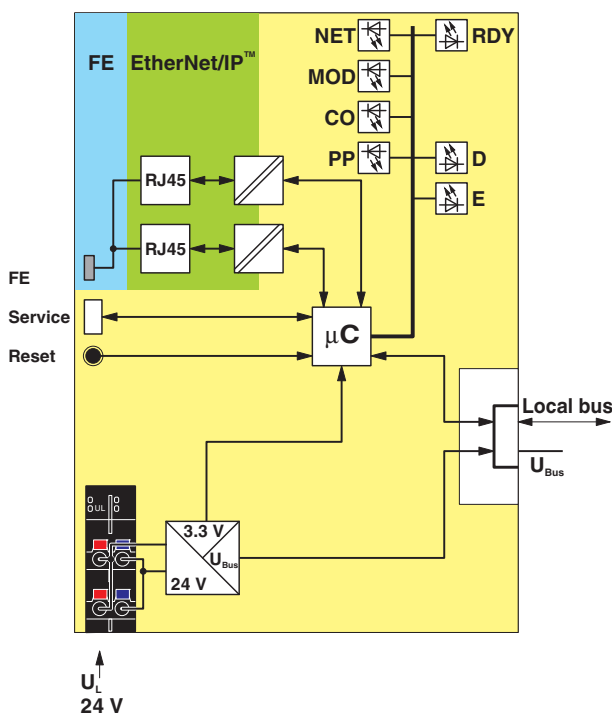 FE EtherNet/IP™
NET RDY
MOD
CO
PP D
E
RJ45
RJ45
FE
Service
Reset
µC
Local bus
UBus
UL
3.3 V
UBus
24 V
UL
24 V